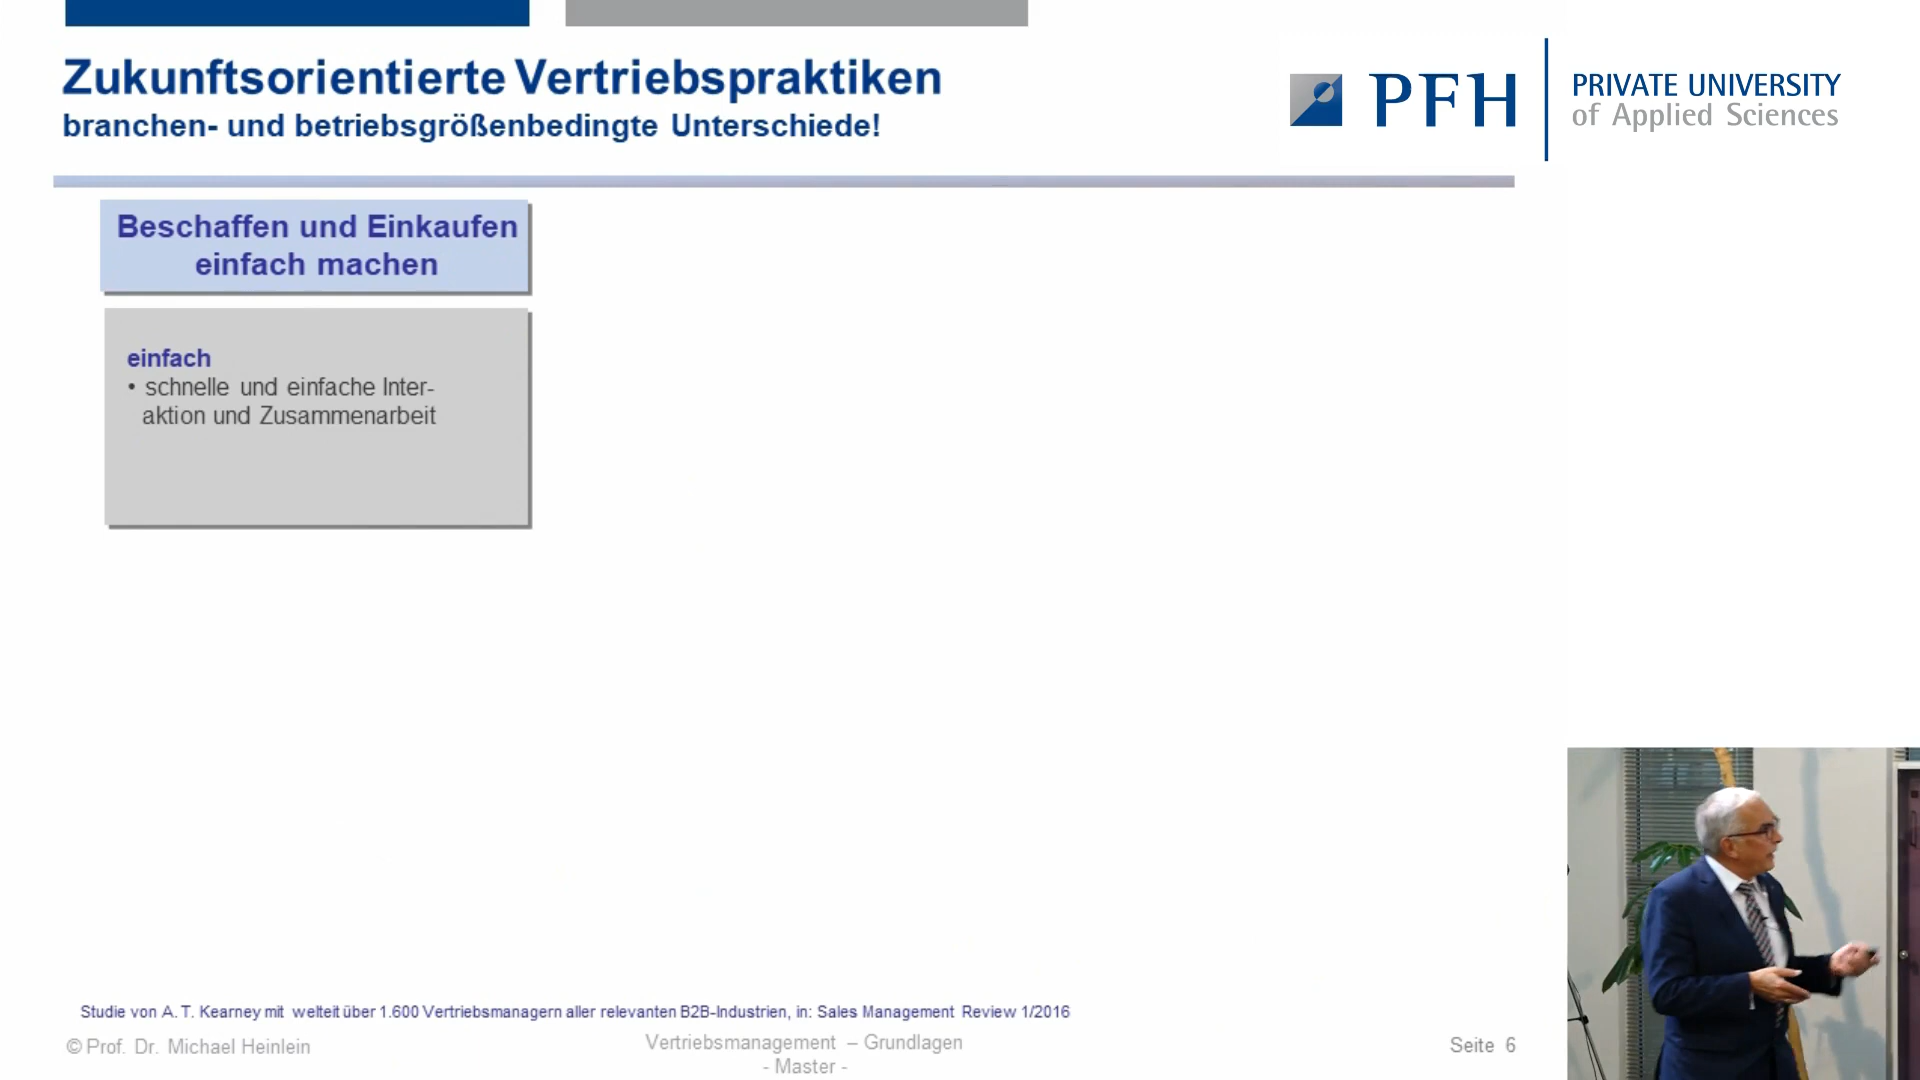 Zukunftsorientierte Vertriebspraktiken
branchen- und betriebsgrößenbedingte Unterschiede!
PFH
PRIVATE UNIVERSITY
of Applied Sciences
Beschaffen und Einkaufen
einfach machen
einfach
• schnelle und einfache Inter-
aktion und Zusammenarbeit
Studie von A. T. Kearney mit welteit über 1.600 Vertriebsmanagern aller relevanten B2B-Industrien, in: Sales Management Review 1/2016
© Prof. Dr. Michael Heinlein
Vertriebsmanagement – Grundlagen
- Master -
Seite 6